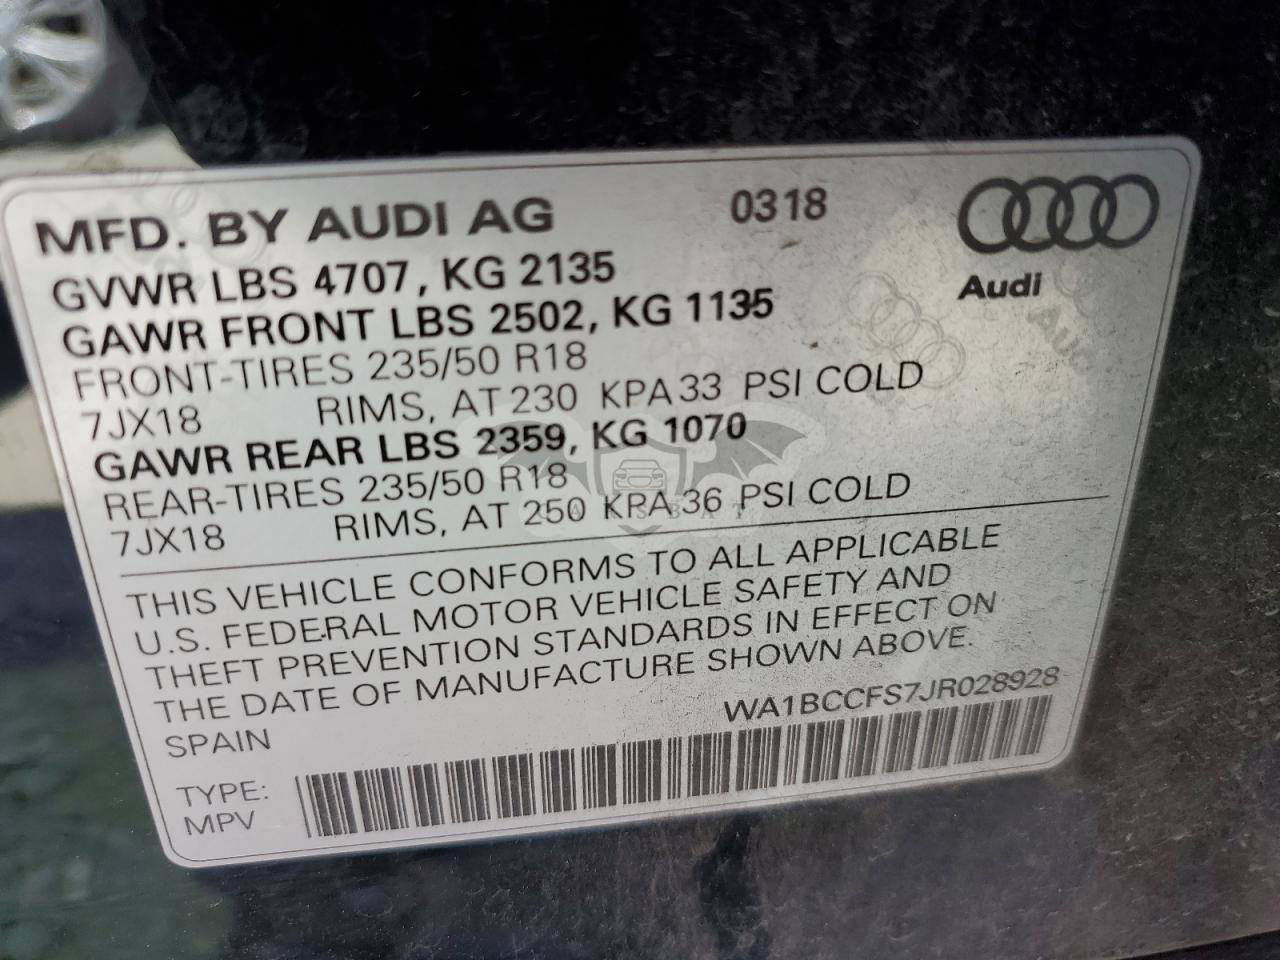 MFD. BY AUDI AG 0318
Audi
GVWR LBS 4707, KG 2135
GAWR FRONT LBS 2502, KG 1135
FRONT-TIRES 235/50 R18
7JX18 RIMS, AT 230 KPA 33 PSI COLD
GAWR REAR LBS 2359, KG 1070
REAR-TIRES 235/50 R18
7JX18 RIMS, AT 250 KPA 36 PSI COLD
THIS VEHICLE CONFORMS TO ALL APPLICABLE
U.S. FEDERAL MOTOR VEHICLE SAFETY AND
THEFT PREVENTION STANDARDS IN EFFECT ON
THE DATE OF MANUFACTURE SHOWN ABOVE.
SPAIN WA1BCCFS7JR028928
TYPE:
MPV